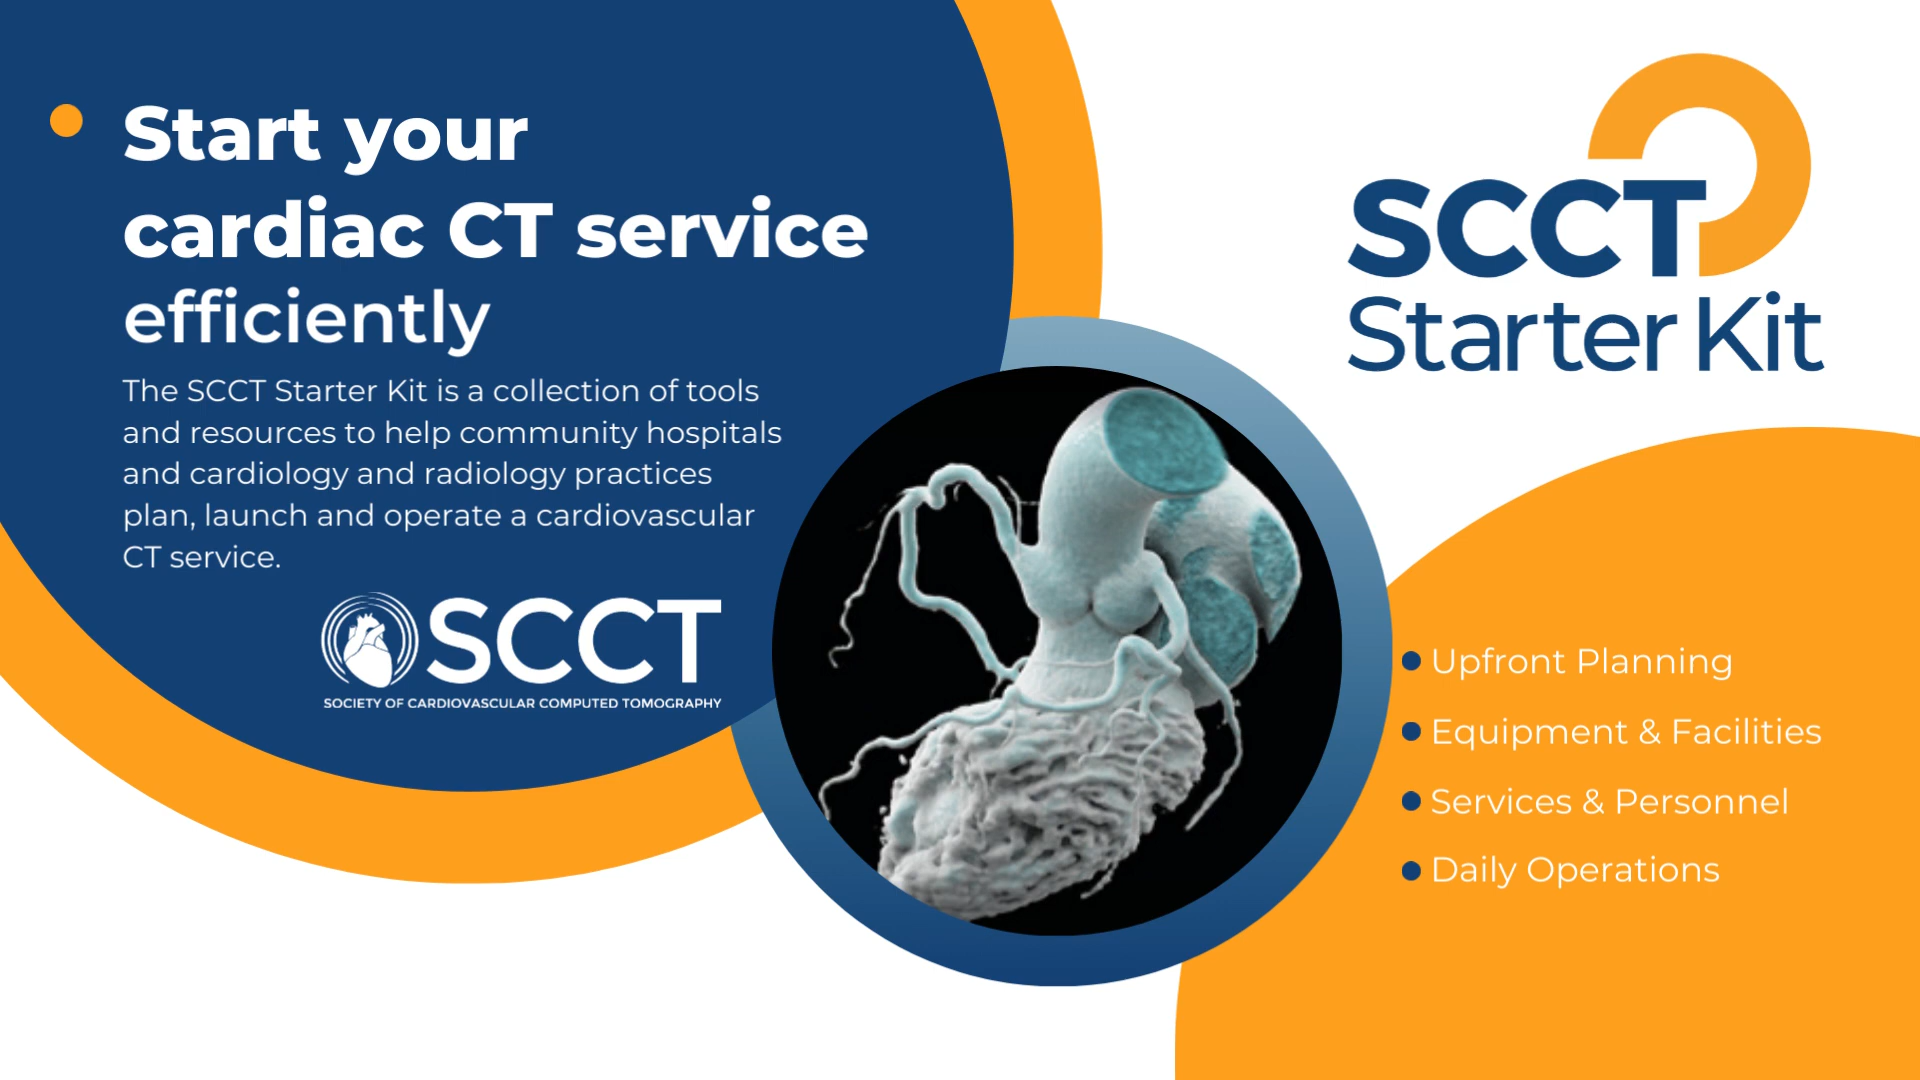 Start your
cardiac CT service
efficiently
The SCCT Starter Kit is a collection of tools
and resources to help community hospitals
and cardiology and radiology practices
plan, launch and operate a cardiovascular
CT service.
SCCT
SOCIETY OF CARDIOVASCULAR COMPUTED TOMOGRAPHY
SCCT
Starter Kit
Upfront Planning
Equipment & Facilities
Services & Personnel
Daily Operations